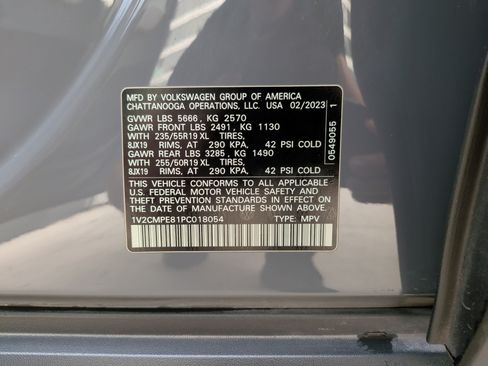 MFD BY VOLKSWAGEN GROUP OF AMERICA
CHATTANOOGA OPERATIONS, LLC. USA 02/2023
GVWR LBS 5666, KG 2570
GAWR FRONT LBS 2491, KG 1130
WITH 235/55R19 XL TIRES,
8JX19 RIMS, AT 290 KPA, 42 PSI COLD
GAWR REAR LBS 3285, KG 1490
WITH 255/50R19 XL TIRES,
8JX19 RIMS, AT 290 KPA, 42 PSI COLD
THIS VEHICLE CONFORMS TO ALL APPLICABLE
U.S. FEDERAL MOTOR VEHICLE SAFETY AND
THEFT PREVENTION STANDARDS IN EFFECT ON
DATE OF MANUFACTURE SHOWN ABOVE.
1V2CMPE81PC018054 TYPE: MPV
0549055 1